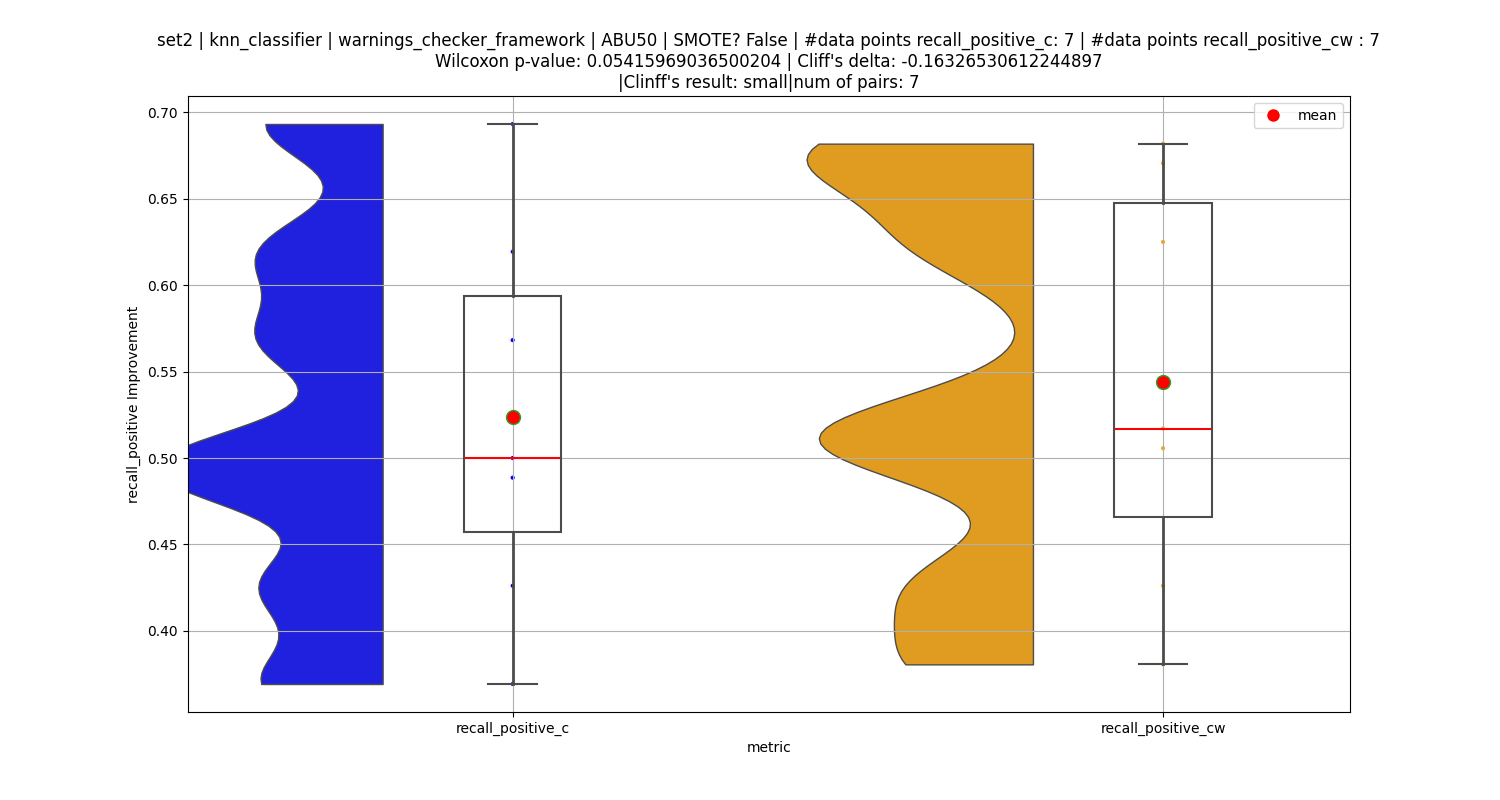 set2 | knn_classifier | warnings_checker_framework | ABU50 | SMOTE? False | #data points recall_positive_c: 7 | #data points recall_positive_cw : 7
Wilcoxon p-value: 0.05415969036500204 | Cliff's delta: -0.16326530612244897
|Clinff's result: small|num of pairs: 7
mean
0.70
0.65
0.60
0.55
0.50
0.45
0.40
recall_positive Improvement
recall_positive_c
recall_positive_cw
metric